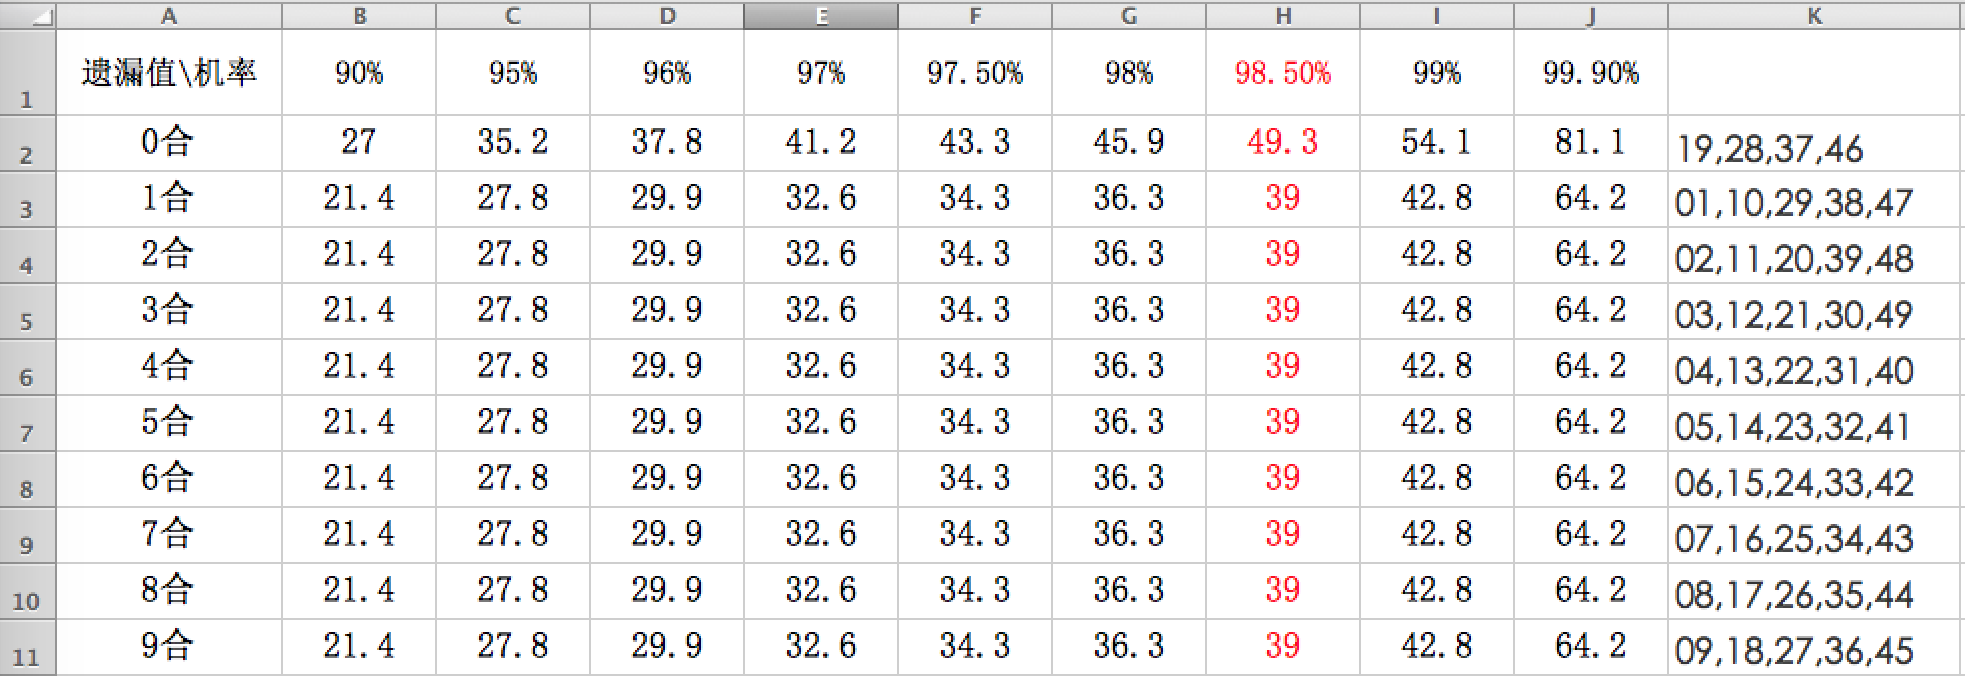 A B C D E F G H I J K
1 遗漏值\机率 90% 95% 96% 97% 97.50% 98% 98.50% 99% 99.90%
2 0合 27 35.2 37.8 41.2 43.3 45.9 49.3 54.1 81.1 19,28,37,46
3 1合 21.4 27.8 29.9 32.6 34.3 36.3 39 42.8 64.2 01,10,29,38,47
4 2合 21.4 27.8 29.9 32.6 34.3 36.3 39 42.8 64.2 02,11,20,39,48
5 3合 21.4 27.8 29.9 32.6 34.3 36.3 39 42.8 64.2 03,12,21,30,49
6 4合 21.4 27.8 29.9 32.6 34.3 36.3 39 42.8 64.2 04,13,22,31,40
7 5合 21.4 27.8 29.9 32.6 34.3 36.3 39 42.8 64.2 05,14,23,32,41
8 6合 21.4 27.8 29.9 32.6 34.3 36.3 39 42.8 64.2 06,15,24,33,42
9 7合 21.4 27.8 29.9 32.6 34.3 36.3 39 42.8 64.2 07,16,25,34,43
10 8合 21.4 27.8 29.9 32.6 34.3 36.3 39 42.8 64.2 08,17,26,35,44
11 9合 21.4 27.8 29.9 32.6 34.3 36.3 39 42.8 64.2 09,18,27,36,45